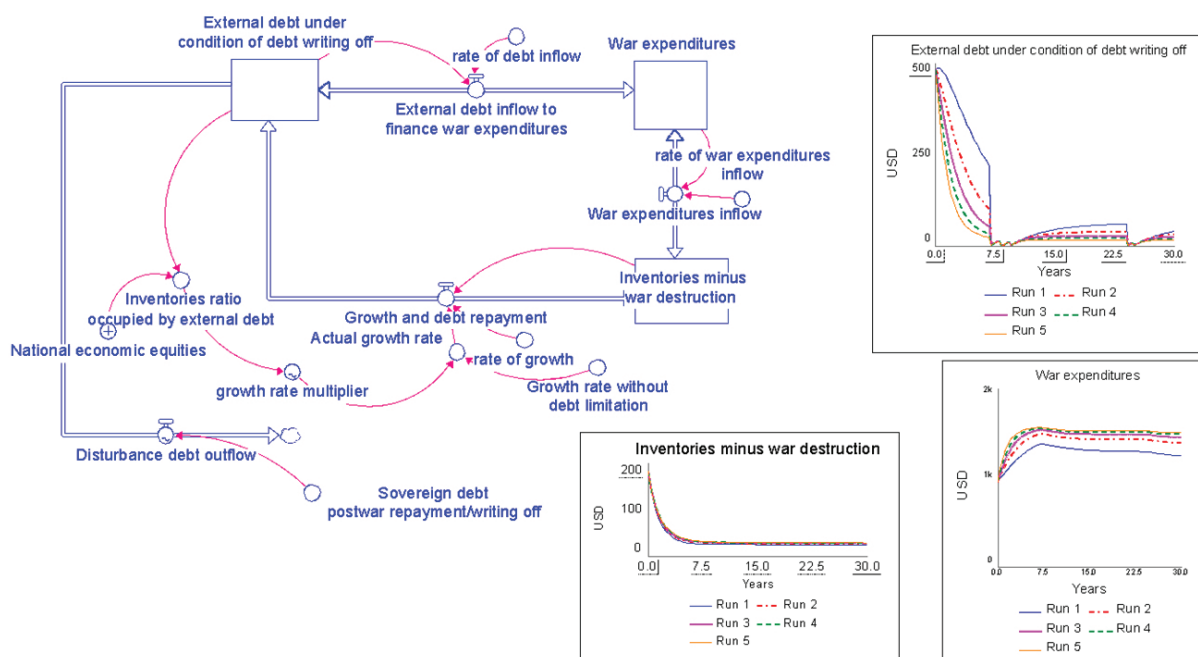 External debt under
condition of debt writing off
rate of debt inflow
War expenditures
External debt inflow to
finance war expenditures
rate of war expenditures
inflow
War expenditures inflow
Inventories minus
war destruction
Inventories ratio
occupied by external debt
National economic equities
Growth and debt repayment
Actual growth rate
rate of growth
growth rate multiplier
Growth rate without
debt limitation
Disturbance debt outflow
Sovereign debt
postwar repayment/writing off
External debt under condition of debt writing off
500
250
0
USD
0.0 7.5 15.0 22.5 30.0
Years
Run 1 Run 2
Run 3 Run 4
Run 5
Inventories minus war destruction
200
100
0
USD
0.0 7.5 15.0 22.5 30.0
Years
Run 1 Run 2
Run 3 Run 4
Run 5
War expenditures
2k
1k
0
USD
0.0 7.5 15.0 22.5 30.0
Years
Run 1 Run 2
Run 3 Run 4
Run 5